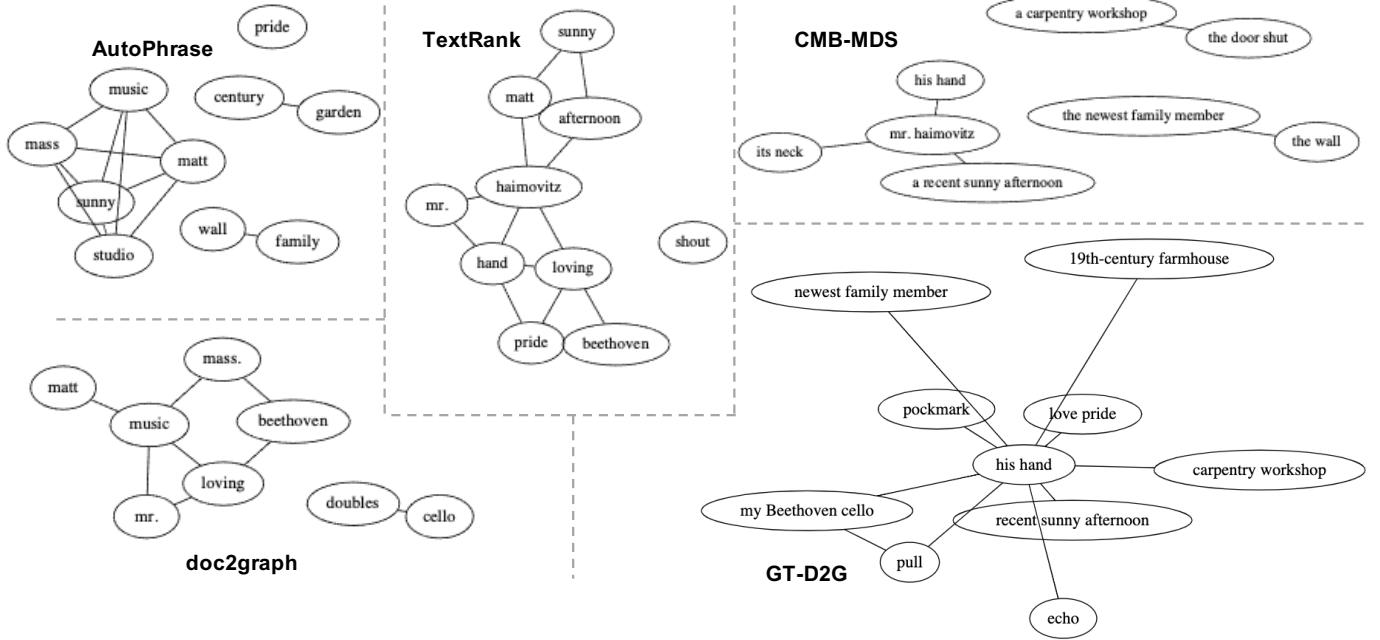 AutoPhrase
pride
music
century
garden
mass
matt
sunny
wall
family
studio
TextRank
sunny
matt
afternoon
haimovitz
mr.
shout
hand
loving
pride
beethoven
CMB-MDS
a carpentry workshop
the door shut
his hand
the newest family member
mr. haimovitz
the wall
its neck
a recent sunny afternoon
mass.
matt
music
beethoven
loving
doubles
cello
mr.
doc2graph
19th-century farmhouse
newest family member
pockmark
love pride
his hand
carpentry workshop
my Beethoven cello
recent sunny afternoon
pull
GT-D2G
echo